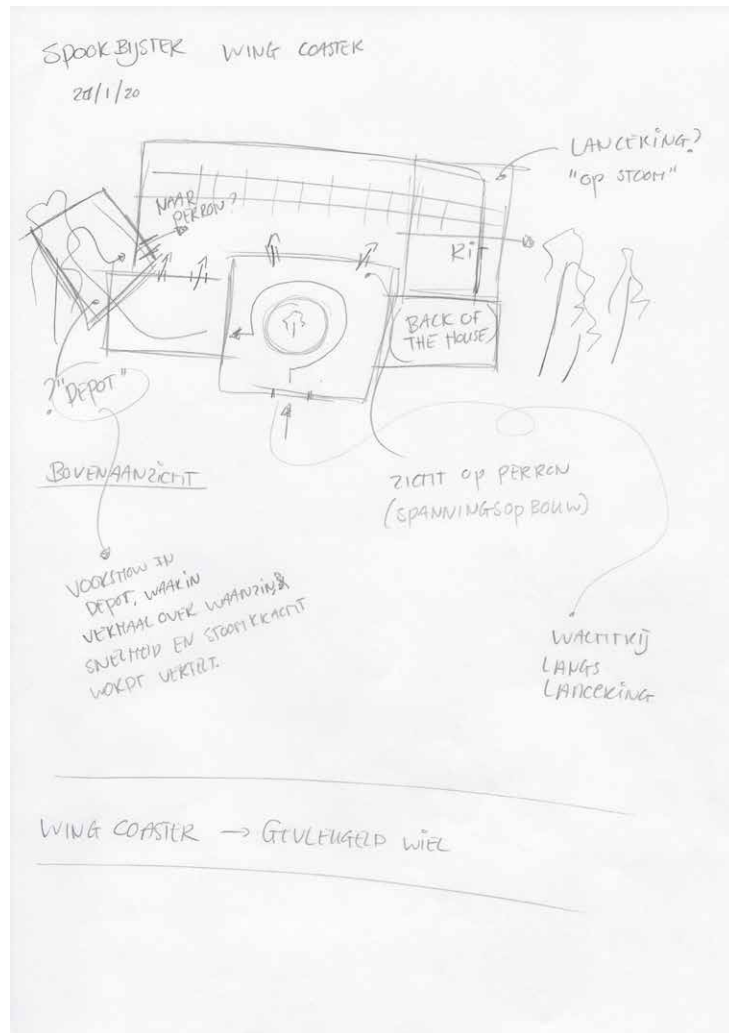 SPOOKBIJSTER WING COASTER
/1/20
LANCERING?
"OP STOOM"
NAAR
PERRON?
RIT
BACK OF
THE HOUSE
?"DEPOT"
BOVENAANZICHT
ZICHT OP PERRON
(SPANNINGSOPBOUW)
VOORSHOW IN
DEPOT, WAARIN
VERHAAL OVER WAANZIN &
SNELHEID EN STOOMKRACHT
WORDT VERTELT.
WACHTRIJ
LANGS
LANCERING
WING COASTER → GEVLEUGELD WIEL